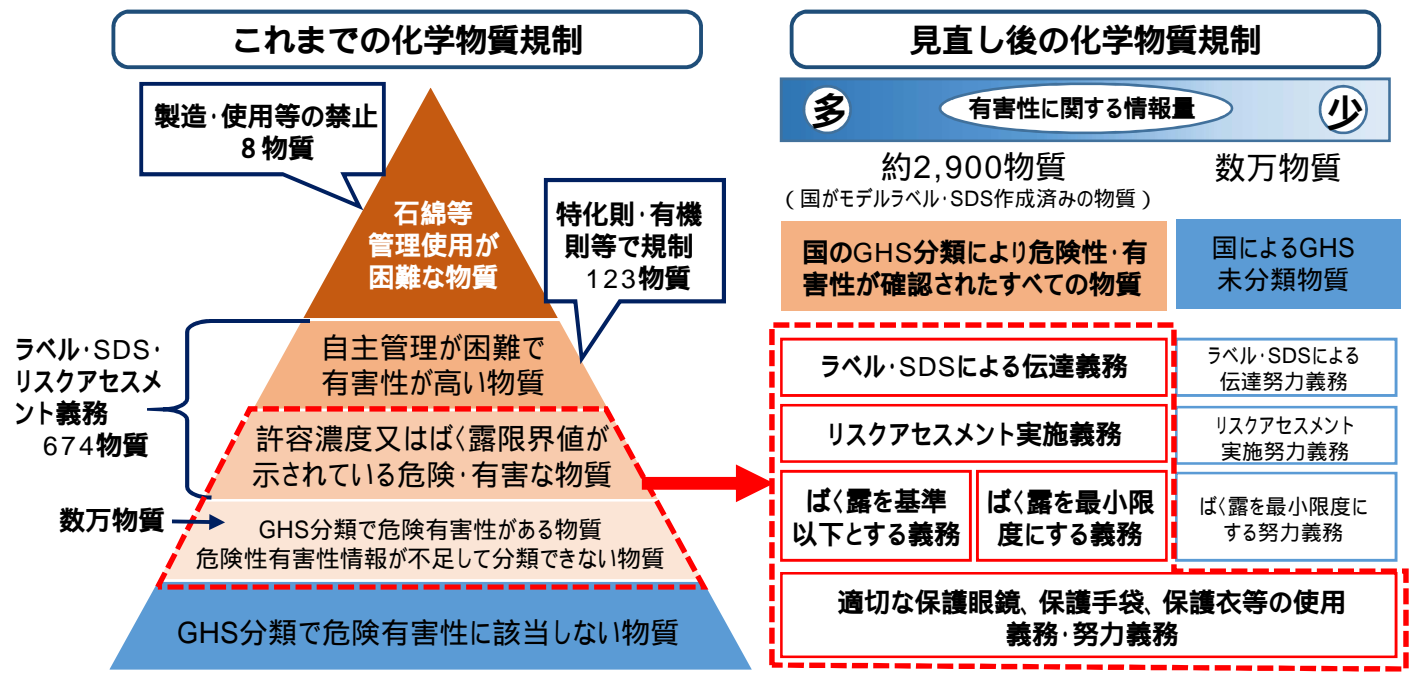 これまでの化学物質規制
製造・使用等の禁止
8物質
石綿等
管理使用が
困難な物質
特化則・有機
則等で規制
123物質
ラベル・SDS・
リスクアセスメ
ント義務
674物質
自主管理が困難で
有害性が高い物質
許容濃度又はばく露限界値が
示されている危険・有害な物質
数万物質
GHS分類で危険有害性がある物質
危険性有害性情報が不足して分類できない物質
GHS分類で危険有害性に該当しない物質
見直し後の化学物質規制
多
有害性に関する情報量
少
約2,900物質
(国がモデルラベル・SDS作成済みの物質)
数万物質
国のGHS分類により危険性・有
害性が確認されたすべての物質
国によるGHS
未分類物質
ラベル・SDSによる伝達義務
ラベル・SDSによる
伝達努力義務
リスクアセスメント実施義務
リスクアセスメント
実施努力義務
ばく露を基準
以下とする義務
ばく露を最小限
度にする義務
ばく露を最小限度に
する努力義務
適切な保護眼鏡、保護手袋、保護衣等の使用
義務・努力義務